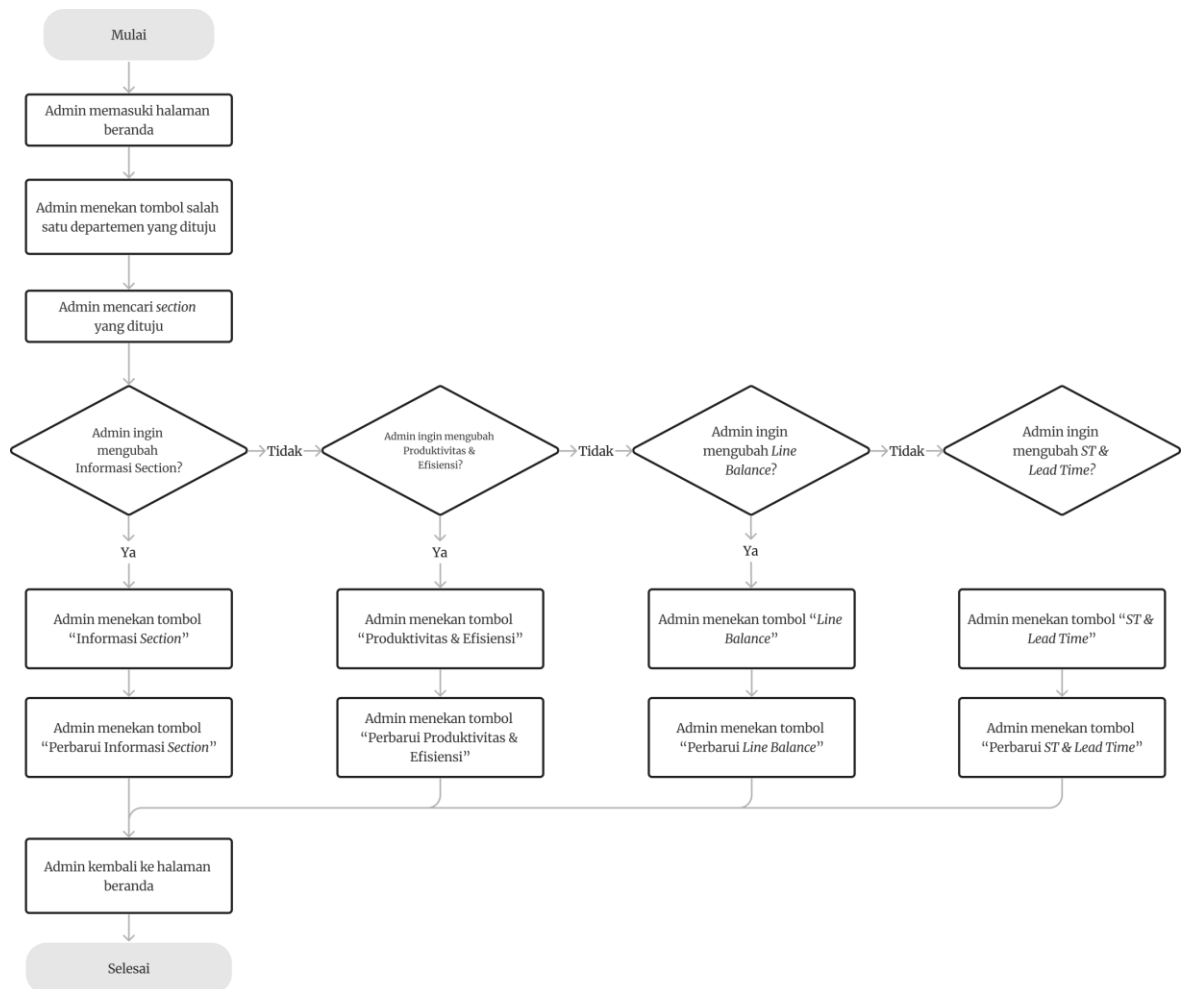 Mulai
Admin memasuki halaman
beranda
Admin menekan tombol salah
satu departemen yang dituju
Admin mencari section
yang dituju
Admin ingin
mengubah
Informasi Section?
Tidak
Admin ingin mengubah
Produktivitas &
Efisiensi?
Tidak
Admin ingin
mengubah Line
Balance?
Tidak
Admin ingin
mengubah ST &
Lead Time?
Ya
Ya
Ya
Admin menekan tombol
“Informasi Section”
Admin menekan tombol
“Produktivitas & Efisiensi”
Admin menekan tombol “Line
Balance”
Admin menekan tombol “ST &
Lead Time”
Admin menekan tombol
“Perbarui Informasi Section”
Admin menekan tombol
“Perbarui Produktivitas &
Efisiensi”
Admin menekan tombol
“Perbarui Line Balance”
Admin menekan tombol
“Perbarui ST & Lead Time”
Admin kembali ke halaman
beranda
Selesai